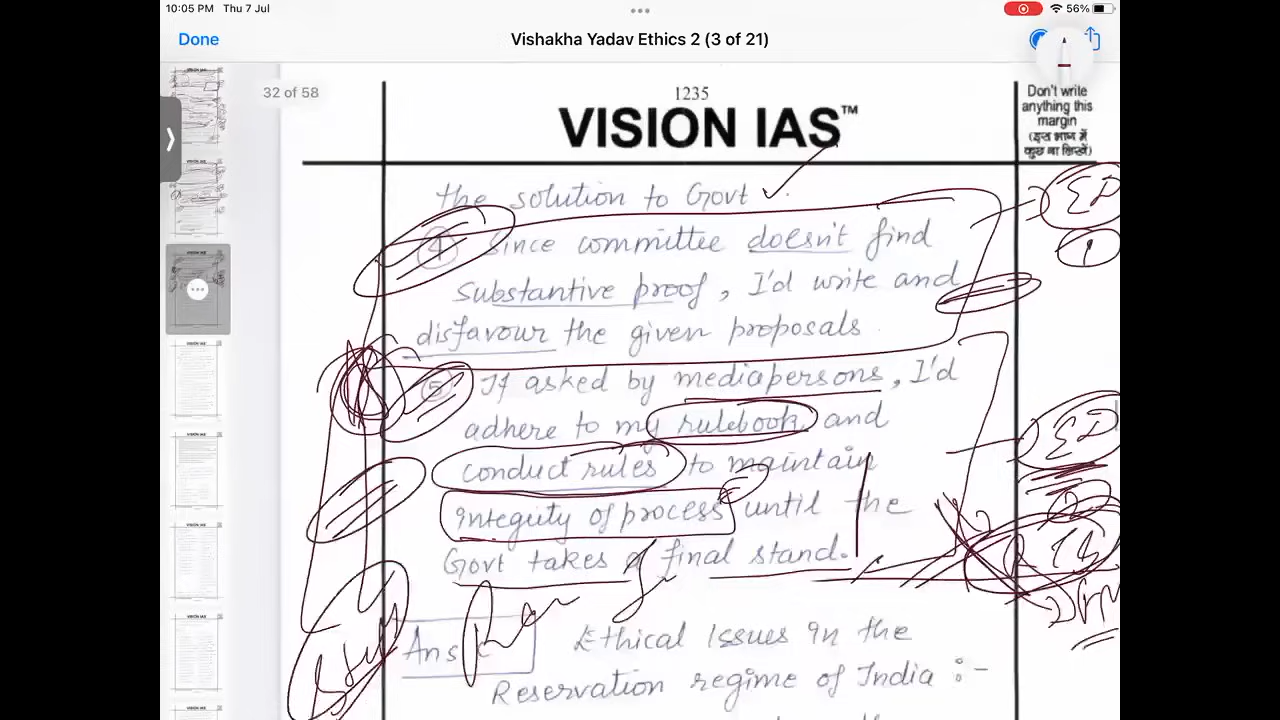 10:05 PM Thu 7 Jul
56%
Done
Vishakha Yadav Ethics 2 (3 of 21)
32 of 58
1235
VISION IAS™
Don't write
anything this
margin
(इस भाग में
कुछ ना लिखें)
the solution to Govt
④ Since committee doesn't find
substantive proof, I'd write and
disfavour the given proposals
⑤ If asked by mediapersons, I'd
adhere to my rulebook and
conduct rules to maintain
integrity of process until the
Govt takes a final stand.
Ans
Ethical Issues in the
Reservation regime of India :-